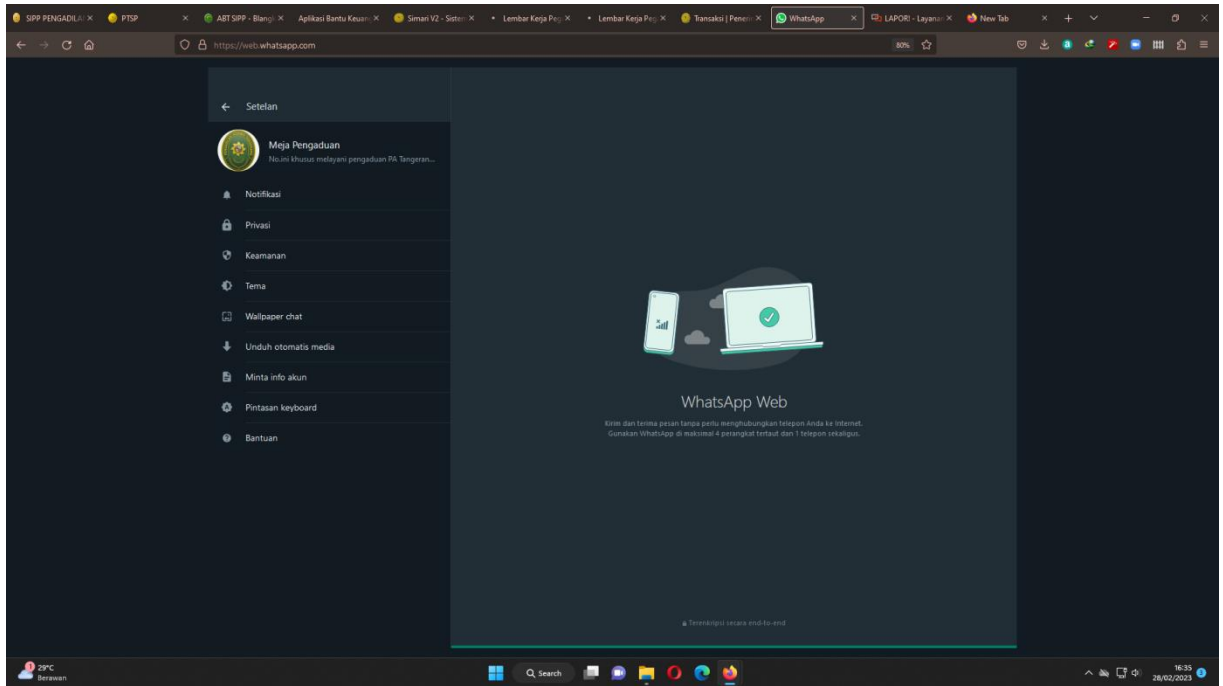 SIPP PENGADILA
PTSP
ABT SIPP - Blangi
Aplikasi Bantu Keuan
Simari V2 - Sistem
Lembar Kerja Peg
Lembar Kerja Peg
Transaksi | Penerim
WhatsApp
LAPOR! - Layanan
New Tab
https://web.whatsapp.com
80%
Setelan
Meja Pengaduan
No.ini khusus melayani pengaduan PA Tangeran...
Notifikasi
Privasi
Keamanan
Tema
Wallpaper chat
Unduh otomatis media
Minta info akun
Pintasan keyboard
Bantuan
WhatsApp Web
Kirim dan terima pesan tanpa perlu menghubungkan telepon Anda ke Internet.
Gunakan WhatsApp di maksimal 4 perangkat tertaut dan 1 telepon sekaligus.
Terenkripsi secara end-to-end
1
29°C
Berawan
Search
16:35
28/02/2023